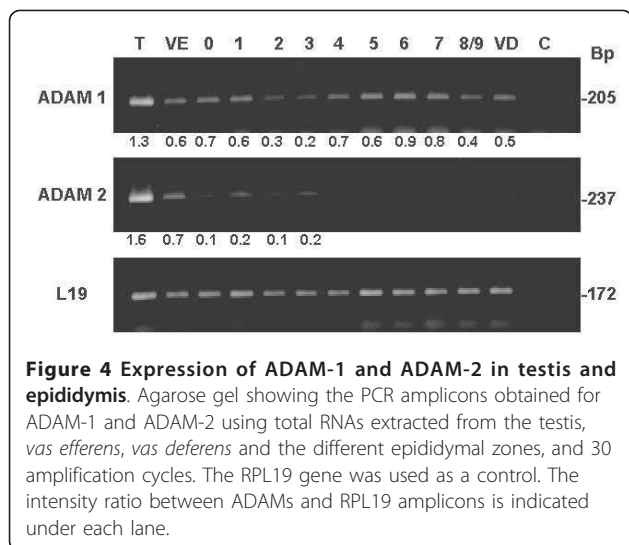 T VE 0 1 2 3 4 5 6 7 8/9 VD C Bp
ADAM 1 -205
1.3 0.6 0.7 0.6 0.3 0.2 0.7 0.6 0.9 0.8 0.4 0.5
ADAM 2 -237
1.6 0.7 0.1 0.2 0.1 0.2
L19 -172
Figure 4 Expression of ADAM-1 and ADAM-2 in testis and
epididymis. Agarose gel showing the PCR amplicons obtained for
ADAM-1 and ADAM-2 using total RNAs extracted from the testis,
vas efferens, vas deferens and the different epididymal zones, and 30
amplification cycles. The RPL19 gene was used as a control. The
intensity ratio between ADAMs and RPL19 amplicons is indicated
under each lane.